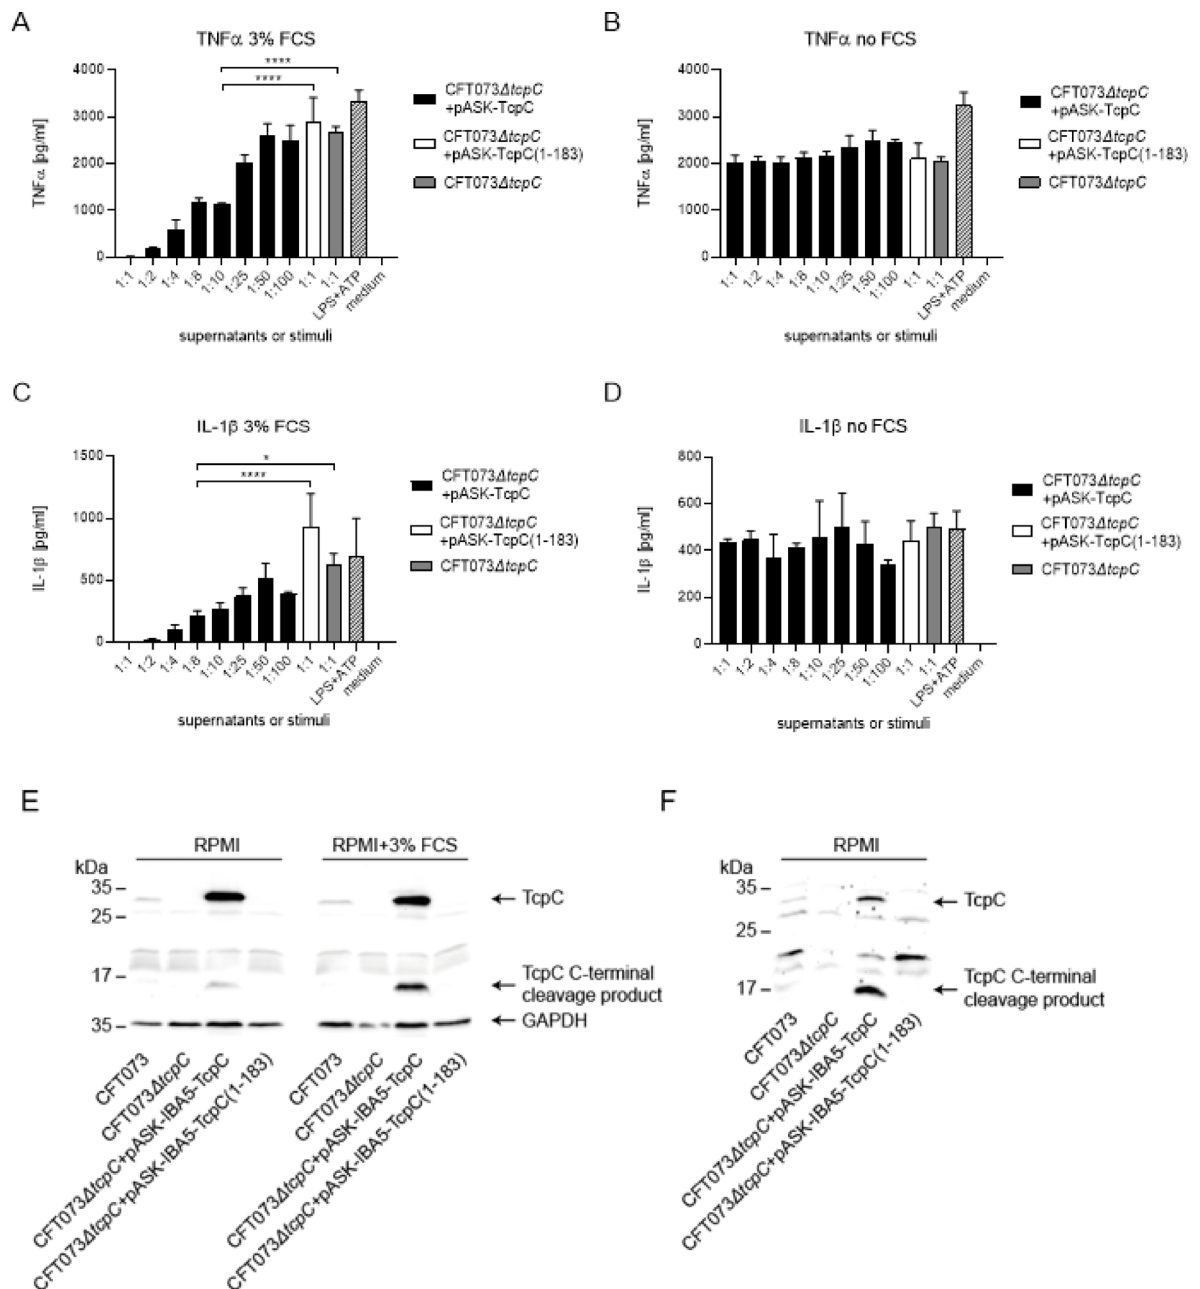 A
TNFα 3% FCS
TNFα [pg/ml]
4000
3000
2000
1000
0
****
****
1:1
1:2
1:4
1:8
1:10
1:25
1:50
1:100
1:1
1:1
LPS+ATP
medium
supernatants or stimuli
CFT073ΔtcpC
+pASK-TcpC
CFT073ΔtcpC
+pASK-TcpC(1-183)
CFT073ΔtcpC
B
TNFα no FCS
TNFα [pg/ml]
4000
3000
2000
1000
0
1:1
1:2
1:4
1:8
1:10
1:25
1:50
1:100
1:1
1:1
LPS+ATP
medium
supernatants or stimuli
CFT073ΔtcpC
+pASK-TcpC
CFT073ΔtcpC
+pASK-TcpC(1-183)
CFT073ΔtcpC
C
IL-1β 3% FCS
IL-1β [pg/ml]
1500
1000
500
0
*
****
1:1
1:2
1:4
1:8
1:10
1:25
1:50
1:100
1:1
1:1
LPS+ATP
medium
supernatants or stimuli
CFT073ΔtcpC
+pASK-TcpC
CFT073ΔtcpC
+pASK-TcpC(1-183)
CFT073ΔtcpC
D
IL-1β no FCS
IL-1β [pg/ml]
800
600
400
200
0
1:1
1:2
1:4
1:8
1:10
1:25
1:50
1:100
1:1
1:1
LPS+ATP
medium
supernatants or stimuli
CFT073ΔtcpC
+pASK-TcpC
CFT073ΔtcpC
+pASK-TcpC(1-183)
CFT073ΔtcpC
E
RPMI
RPMI+3% FCS
kDa
35
25
17
35
TcpC
TcpC C-terminal
cleavage product
GAPDH
CFT073
CFT073ΔtcpC
CFT073ΔtcpC+pASK-IBA5-TcpC
CFT073ΔtcpC+pASK-IBA5-TcpC(1-183)
CFT073
CFT073ΔtcpC
CFT073ΔtcpC+pASK-IBA5-TcpC
CFT073ΔtcpC+pASK-IBA5-TcpC(1-183)
F
RPMI
kDa
35
25
17
TcpC
TcpC C-terminal
cleavage product
CFT073
CFT073ΔtcpC
CFT073ΔtcpC+pASK-IBA5-TcpC
CFT073ΔtcpC+pASK-IBA5-TcpC(1-183)